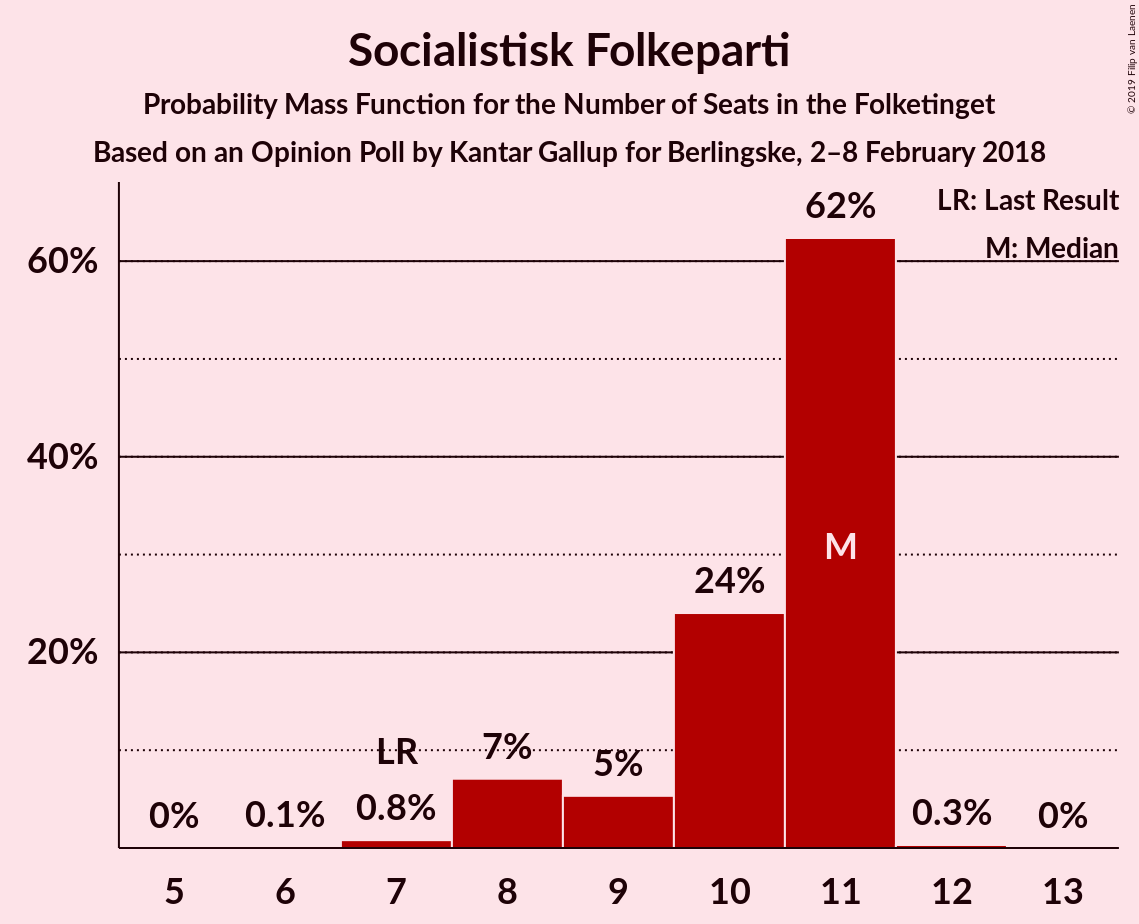 Socialistisk Folkeparti
Probability Mass Function for the Number of Seats in the Folketinget
Based on an Opinion Poll by Kantar Gallup for Berlingske, 2–8 February 2018
© 2019 Filip van Laenen
LR: Last Result
M: Median
62%
60%
40%
M
24%
20%
LR
7%
5%
0%
0.1%
0.8%
0.3%
0%
5 6 7 8 9 10 11 12 13